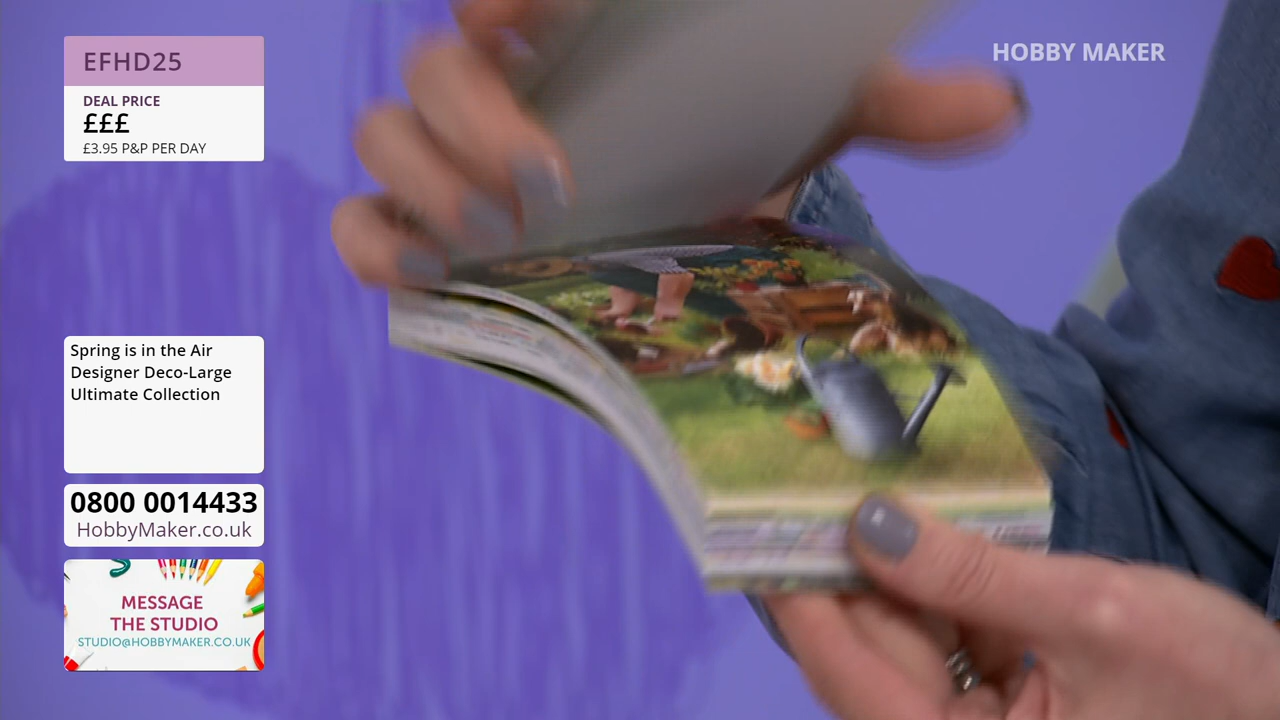 EFHD25
DEAL PRICE
£££
£3.95 P&P PER DAY
HOBBY MAKER
Spring is in the Air
Designer Deco-Large
Ultimate Collection
0800 0014433
HobbyMaker.co.uk
MESSAGE
THE STUDIO
STUDIO@HOBBYMAKER.CO.UK